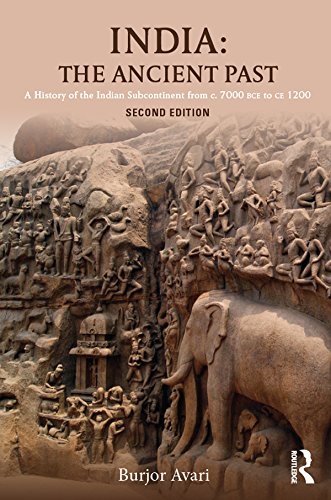 INDIA:
THE ANCIENT PAST
A History of the Indian Subcontinent from c. 7000 BCE to CE 1200
SECOND EDITION
Burjor Avari
ROUTLEDGE